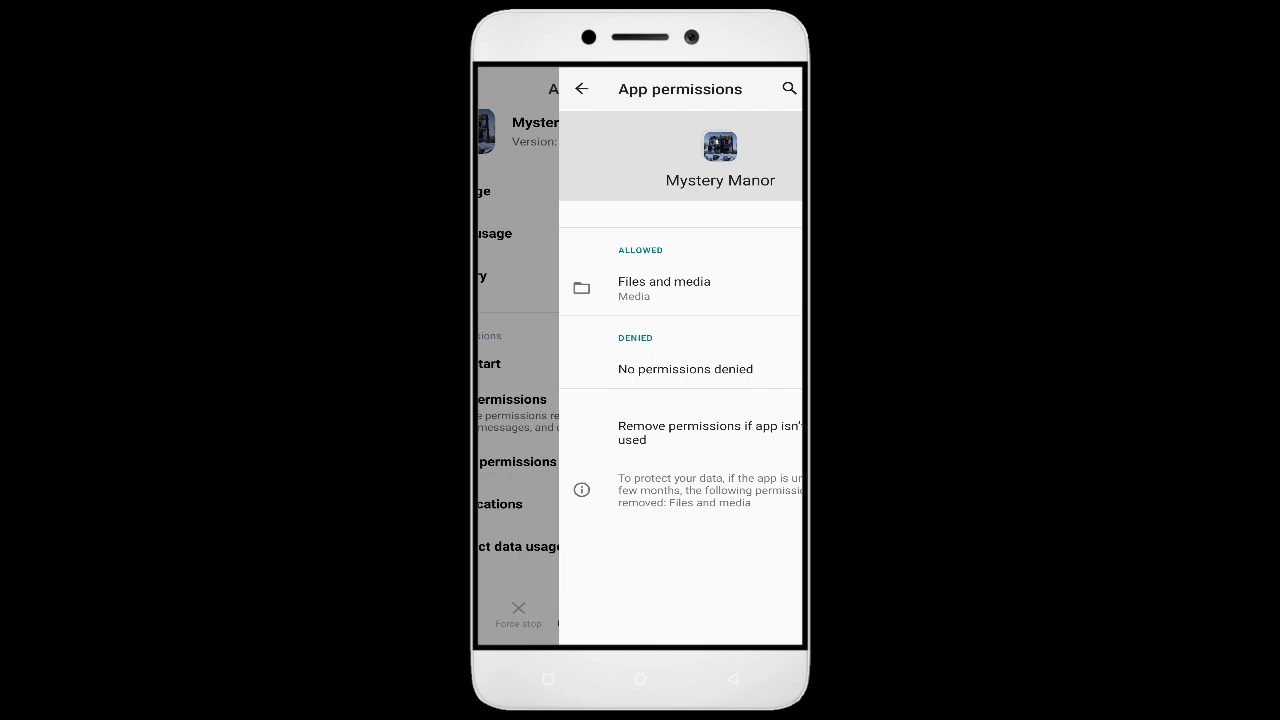 A
Myster
Version:
ge
usage
ry
sions
tart
ermissions
e permissions re
messages, and c
permissions
cations
ct data usage
Force stop
App permissions
Mystery Manor
ALLOWED
Files and media
Media
DENIED
No permissions denied
Remove permissions if app isn't
used
To protect your data, if the app is un
few months, the following permissio
removed: Files and media